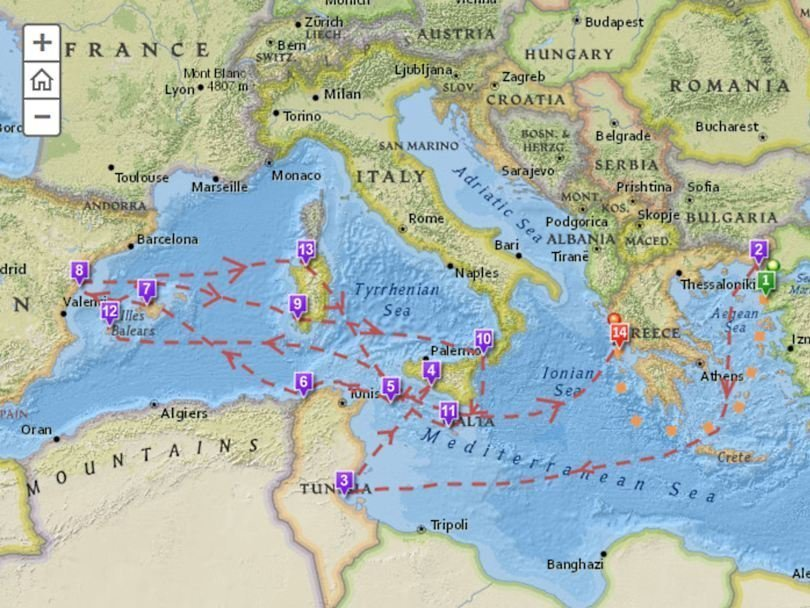 München
Vienna
+
−
Zürich
LIECH.
AUSTRIA
Budapest
FRANCE
Bern
SWITZ.
ALPS
HUNGARY
Mont Blanc
4807 m
Lyon
Ljubljana
SLOV.
Zagreb
CROATIA
ROMANIA
Milan
Torino
Belgrade
Bucharest
SAN MARINO
BOSN. &
HERZG.
Sarajevo
SERBIA
Toulouse
Marseille
Monaco
ITALY
Adriatic Sea
MONT.
KOS.
Prishtina
Sofia
ANDORRA
Podgorica
Skopje
BULGARIA
Barcelona
Rome
ALBANIA
MACED.
Bari
Tiranë
13
2
8
Naples
Thessaloniki
1
7
Tyrrhenian
Sea
9
12
Illes
Balears
Aegean
Sea
14
10
GREECE
Palermo
4
Ionian
Sea
Athens
6
5
Tunis
11
MALTA
Algiers
Oran
Mediterranean Sea
Crete
MOUNTAINS
3
TUNISIA
Tripoli
Banghazi